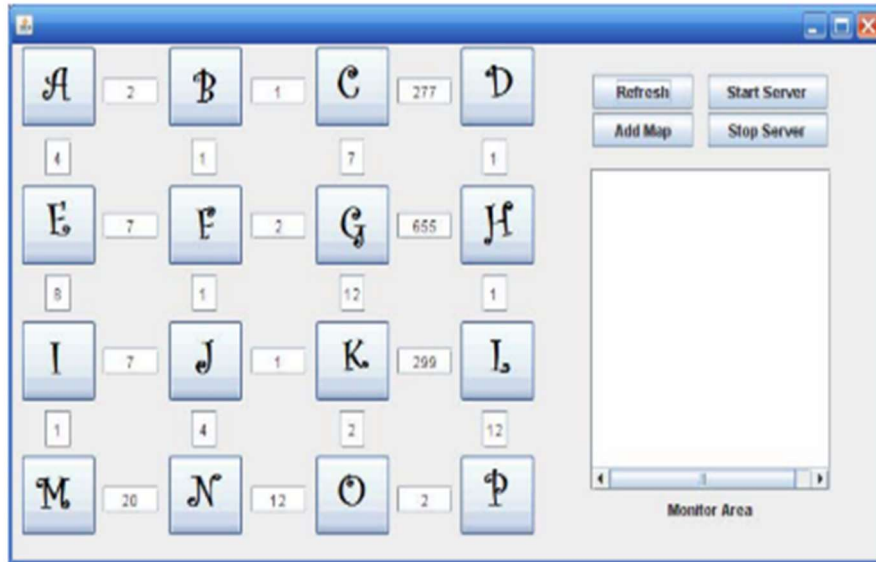 A 2 B 1 C 277 D
Refresh Start Server
Add Map Stop Server
4 1 7 1
E 7 F 2 G 655 H
8 1 12 1
I 7 J 1 K 299 L
1 4 2 12
M 20 N 12 O 2 P
Monitor Area